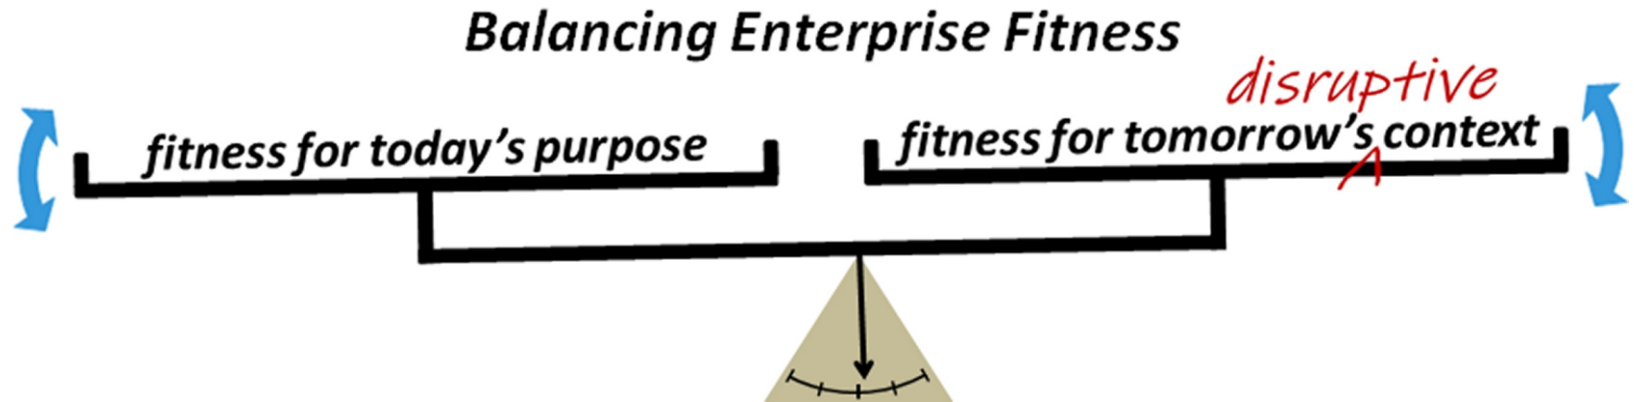 Balancing Enterprise Fitness
disruptive
fitness for today's purpose
fitness for tomorrow's context